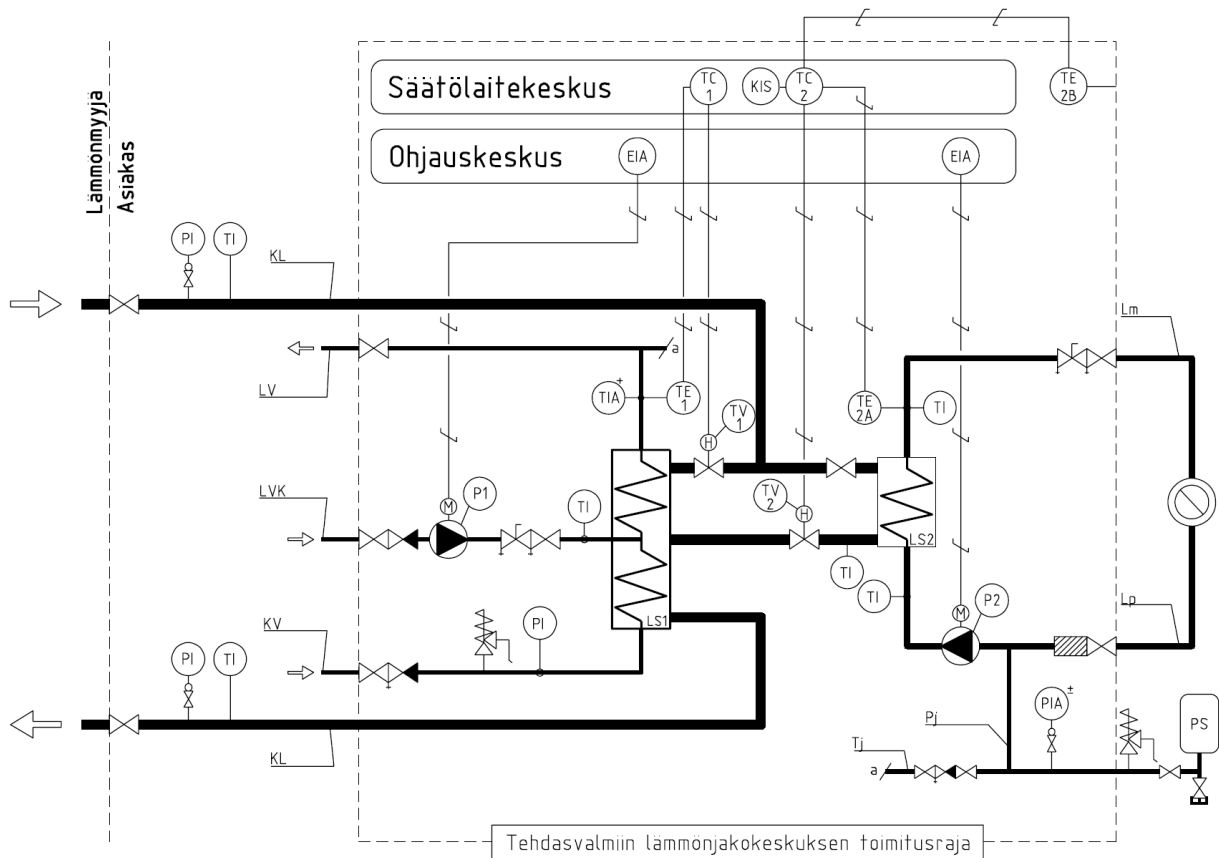 Säätölaitekeskus
TC
1
KIS
TC
2
TE
2B
Ohjauskeskus
EIA
EIA
Lämmönmyyjä
Asiakas
PI
TI
KL
Lm
a
LV
TIA
+
TE
1
TV
1
TE
2A
TI
LVK
M
P1
TI
H
TV
2
H
LS2
TI
TI
KV
PI
LS1
M
P2
Lp
PI
TI
KL
Pj
PIA
±
PS
Tj
a
Tehdasvalmiin lämmönjakokeskuksen toimitusraja